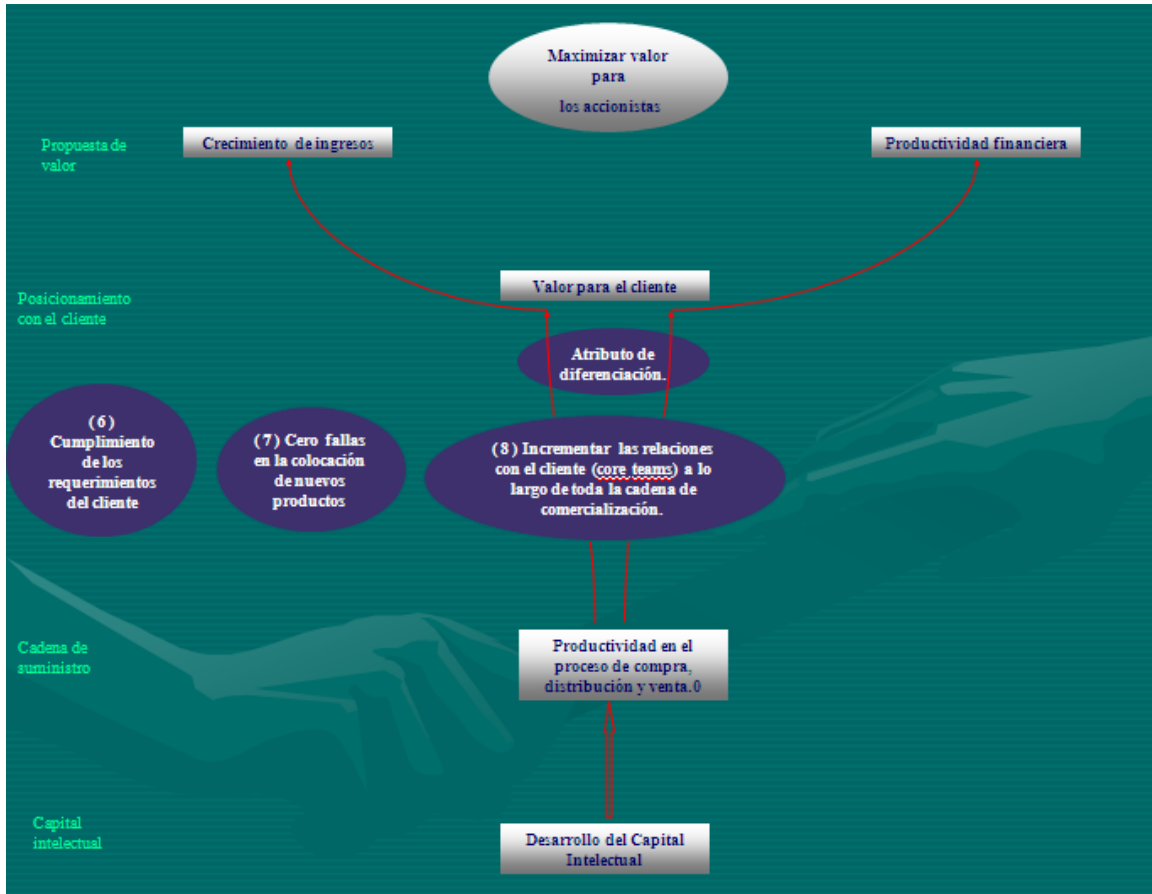 Maximizar valor
para
los accionistas
Propuesta de
valor
Crecimiento de ingresos
Productividad financiera
Posicionamiento
con el cliente
Valor para el cliente
Atributo de
diferenciación.
(6)
Cumplimiento
de los
requerimientos
del cliente
(7) Cero fallas
en la colocación
de nuevos
productos
(8) Incrementar las relaciones
con el cliente (core teams) a lo
largo de toda la cadena de
comercialización.
Cadena de
suministro
Productividad en el
proceso de compra,
distribución y venta.0
Capital
intelectual
Desarrollo del Capital
Intelectual